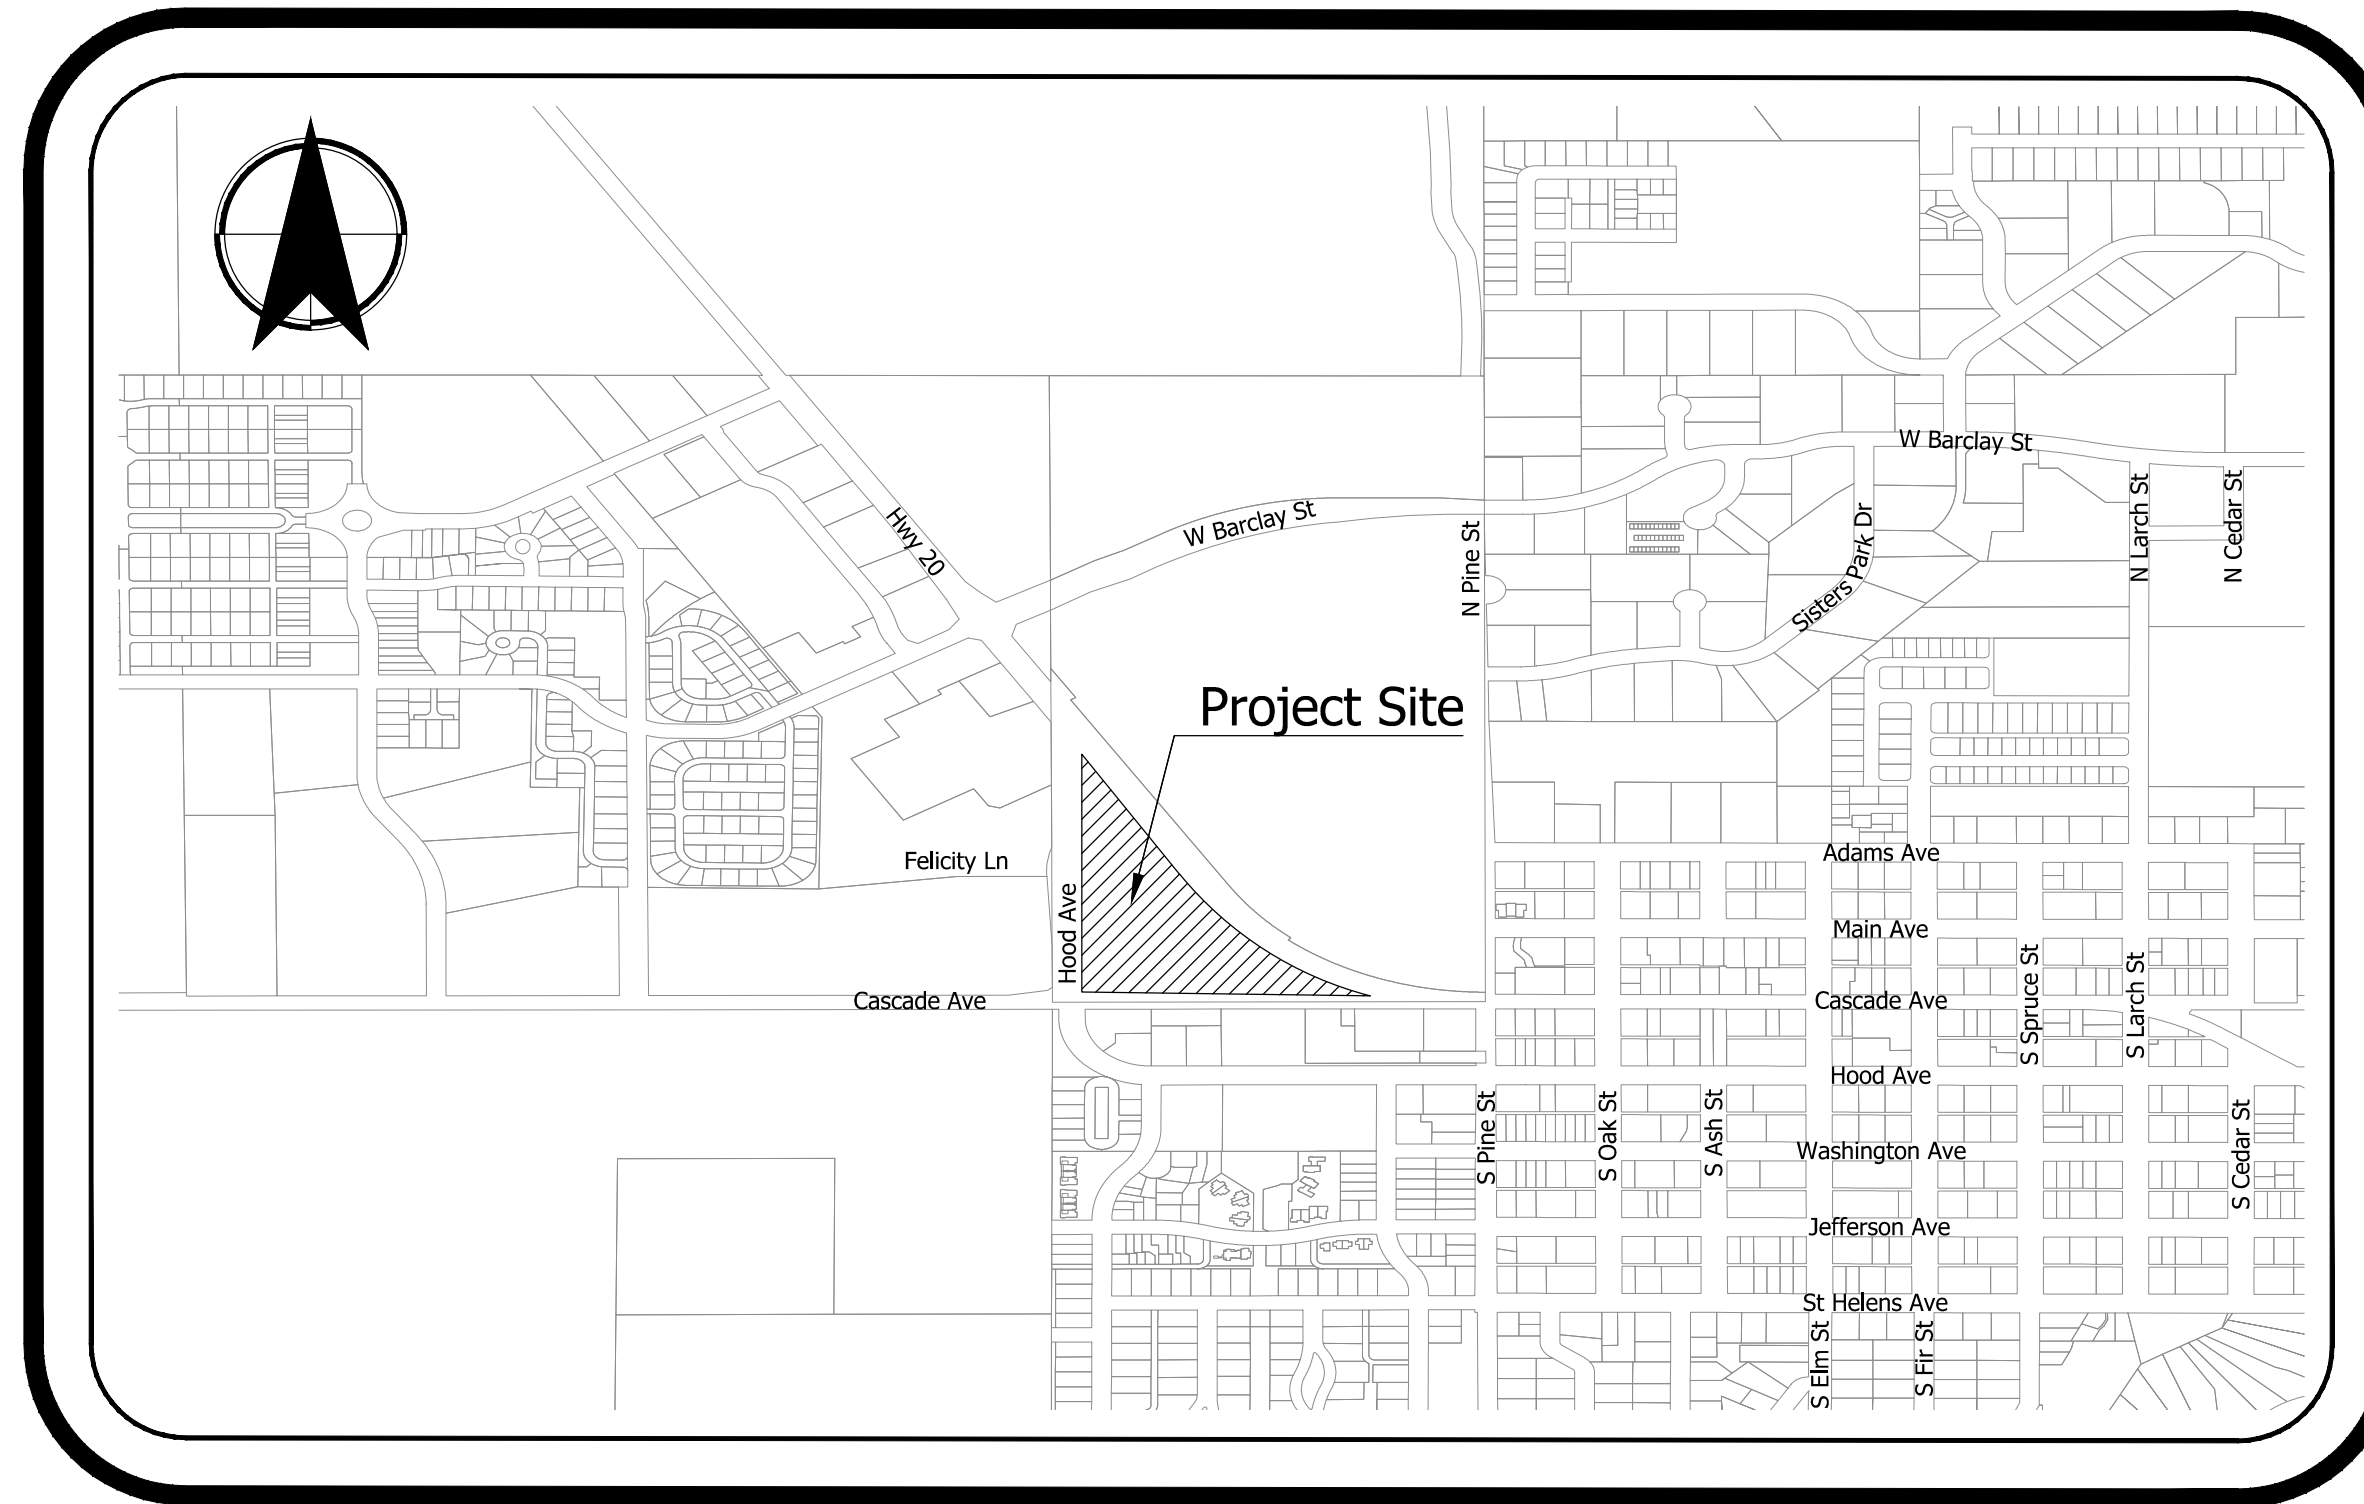 W Barclay St
N Larch St
N Cedar St
Hwy 20
W Barclay St
N Pine St
Sisters Park Dr
Project Site
Felicity Ln
Hood Ave
Adams Ave
Main Ave
Cascade Ave
Cascade Ave
S Spruce St
S Larch St
Hood Ave
S Pine St
S Oak St
S Ash St
Washington Ave
S Cedar St
Jefferson Ave
St Helens Ave
S Elm St
S Fir St